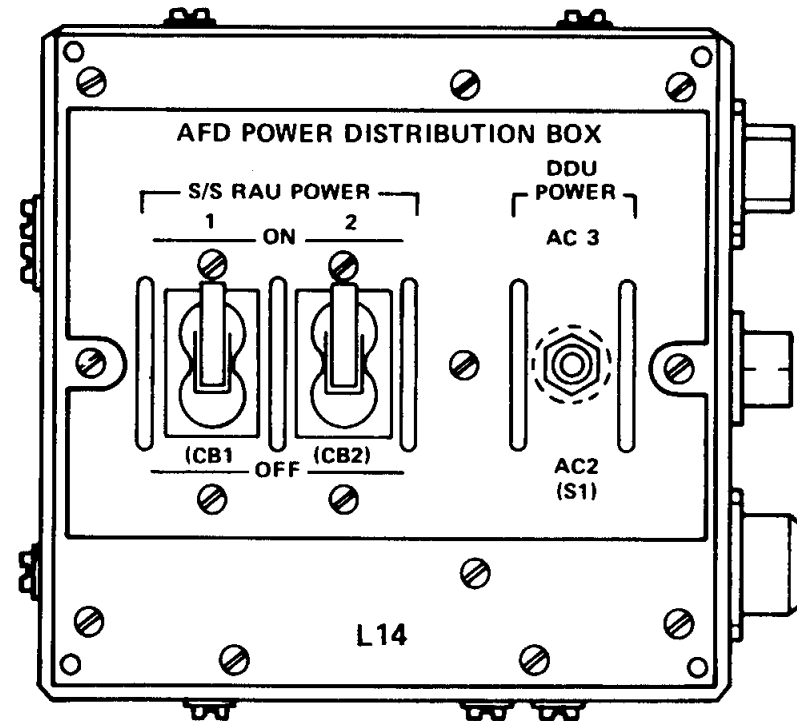 AFD POWER DISTRIBUTION BOX
S/S RAU POWER
1 ON 2
(CB1 OFF (CB2)
DDU
POWER
AC 3
AC2
(S1)
L14